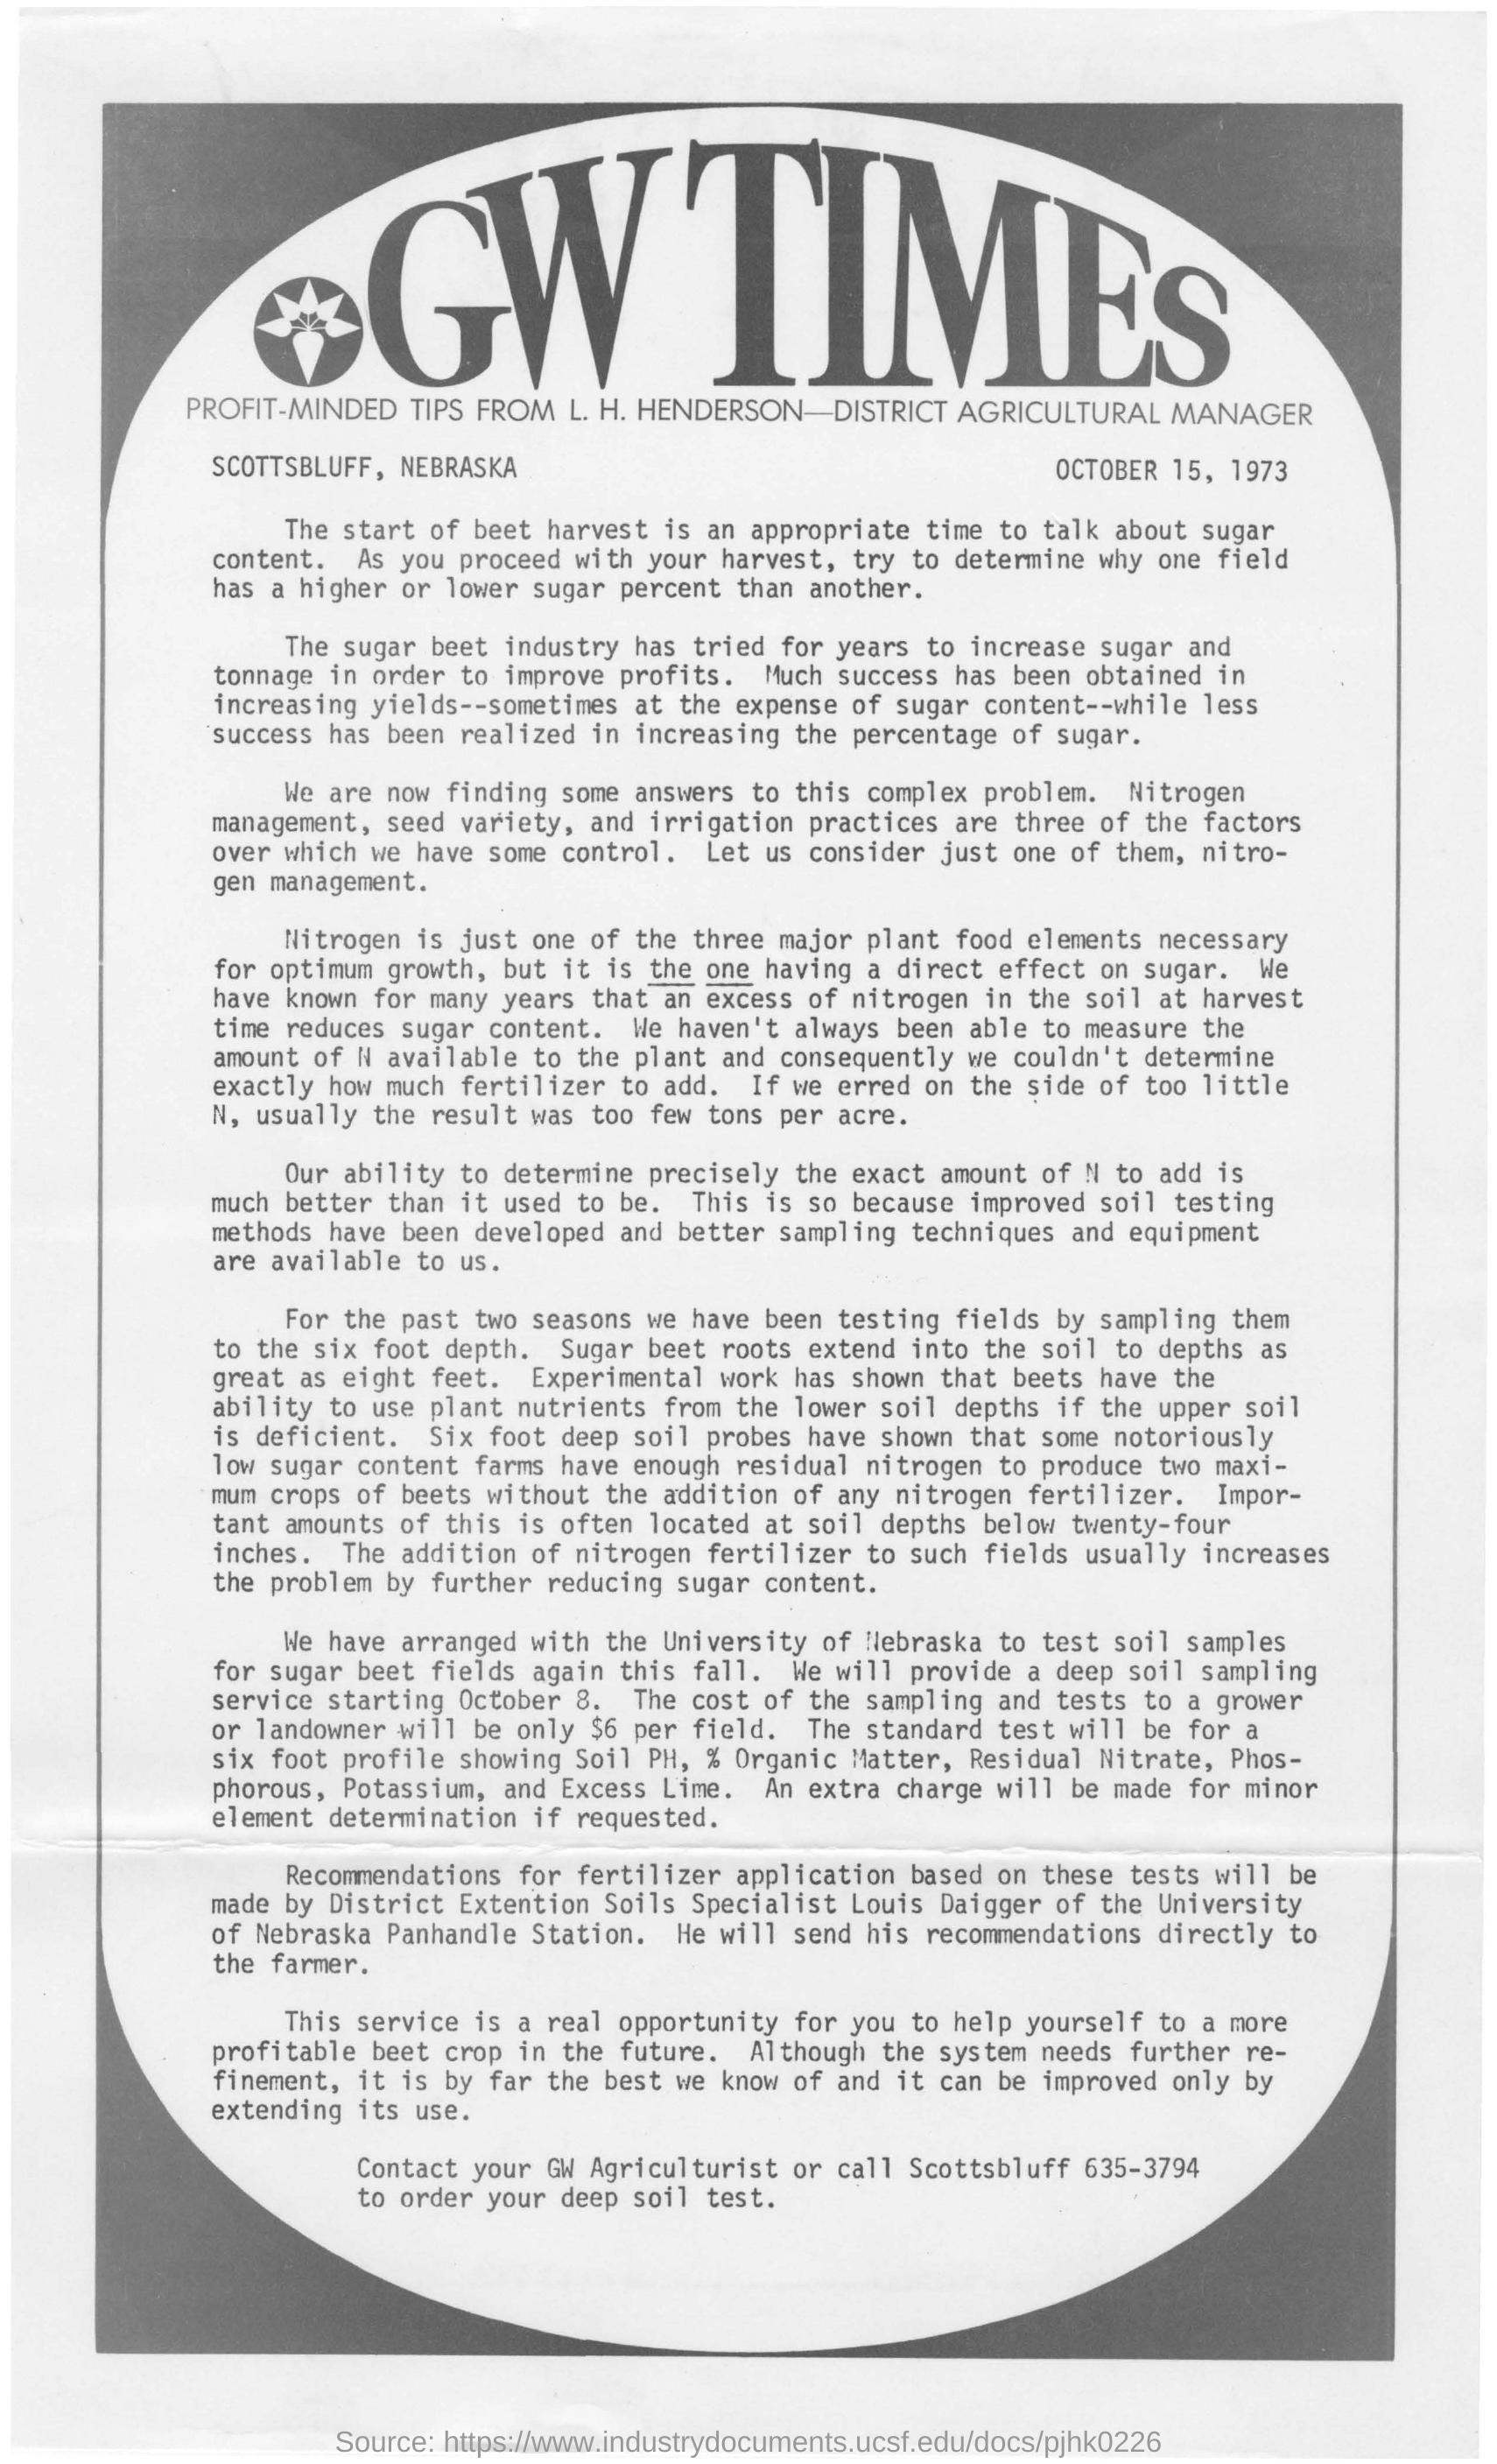 GW TIMES
PROFIT-MINDED TIPS FROM L. H. HENDERSON—DISTRICT AGRICULTURAL MANAGER
SCOTTSBLUFF, NEBRASKA OCTOBER 15, 1973
The start of beet harvest is an appropriate time to talk about sugar
content. As you proceed with your harvest, try to determine why one field
has a higher or lower sugar percent than another.
The sugar beet industry has tried for years to increase sugar and
tonnage in order to improve profits. Much success has been obtained in
increasing yields--sometimes at the expense of sugar content--while less
success has been realized in increasing the percentage of sugar.
We are now finding some answers to this complex problem. Nitrogen
management, seed variety, and irrigation practices are three of the factors
over which we have some control. Let us consider just one of them, nitro-
gen management.
Nitrogen is just one of the three major plant food elements necessary
for optimum growth, but it is the one having a direct effect on sugar. We
have known for many years that an excess of nitrogen in the soil at harvest
time reduces sugar content. We haven't always been able to measure the
amount of N available to the plant and consequently we couldn't determine
exactly how much fertilizer to add. If we erred on the side of too little
N, usually the result was too few tons per acre.
Our ability to determine precisely the exact amount of N to add is
much better than it used to be. This is so because improved soil testing
methods have been developed and better sampling techniques and equipment
are available to us.
For the past two seasons we have been testing fields by sampling them
to the six foot depth. Sugar beet roots extend into the soil to depths as
great as eight feet. Experimental work has shown that beets have the
ability to use plant nutrients from the lower soil depths if the upper soil
is deficient. Six foot deep soil probes have shown that some notoriously
low sugar content farms have enough residual nitrogen to produce two maxi-
mum crops of beets without the addition of any nitrogen fertilizer. Impor-
tant amounts of this is often located at soil depths below twenty-four
inches. The addition of nitrogen fertilizer to such fields usually increases
the problem by further reducing sugar content.
We have arranged with the University of Nebraska to test soil samples
for sugar beet fields again this fall. We will provide a deep soil sampling
service starting October 8. The cost of the sampling and tests to a grower
or landowner will be only $6 per field. The standard test will be for a
six foot profile showing Soil PH, % Organic Matter, Residual Nitrate, Phos-
phorous, Potassium, and Excess Lime. An extra charge will be made for minor
element determination if requested.
Recommendations for fertilizer application based on these tests will be
made by District Extention Soils Specialist Louis Daigger of the University
of Nebraska Panhandle Station. He will send his recommendations directly to
the farmer.
This service is a real opportunity for you to help yourself to a more
profitable beet crop in the future. Although the system needs further re-
finement, it is by far the best we know of and it can be improved only by
extending its use.
Contact your GW Agriculturist or call Scottsbluff 635-3794
to order your deep soil test.
Source: https://www.industrydocuments.ucsf.edu/docs/pjhk0226